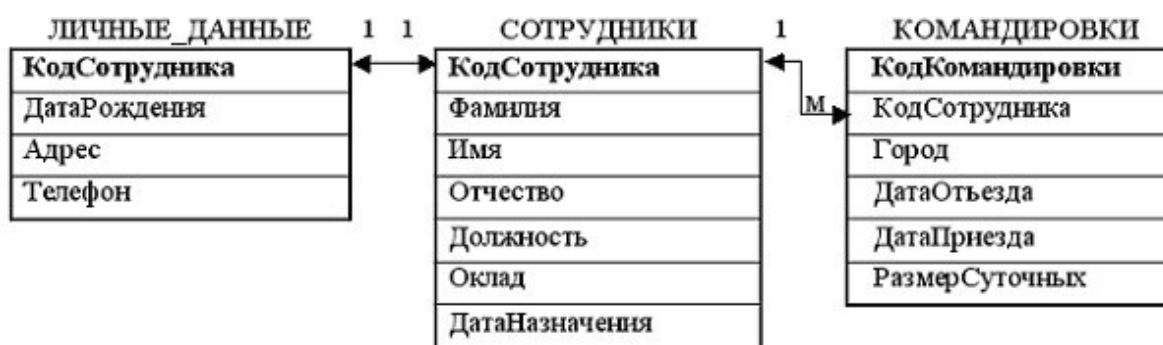 ЛИЧНЫЕ_ДАННЫЕ 1 1 СОТРУДНИКИ 1 КОМАНДИРОВКИ
КодСотрудника
ДатаРождения
Адрес
Телефон
КодСотрудника
Фамилия
Имя
Отчество
Должность
Оклад
ДатаНазначения
М
КодКомандировки
КодСотрудника
Город
ДатаОтъезда
ДатаПриезда
РазмерСуточных